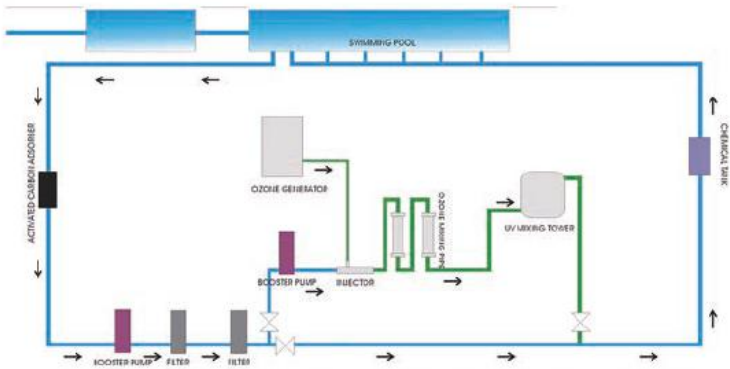 SWIMMING POOL
ACTIVATED CARBON ADSORBER
OZONE GENERATOR
OZONE MIXING PIPE
UV MIXING TOWER
CHEMICAL TANK
BOOSTER PUMP
INJECTOR
BOOSTER PUMP
FILTER
FILTER